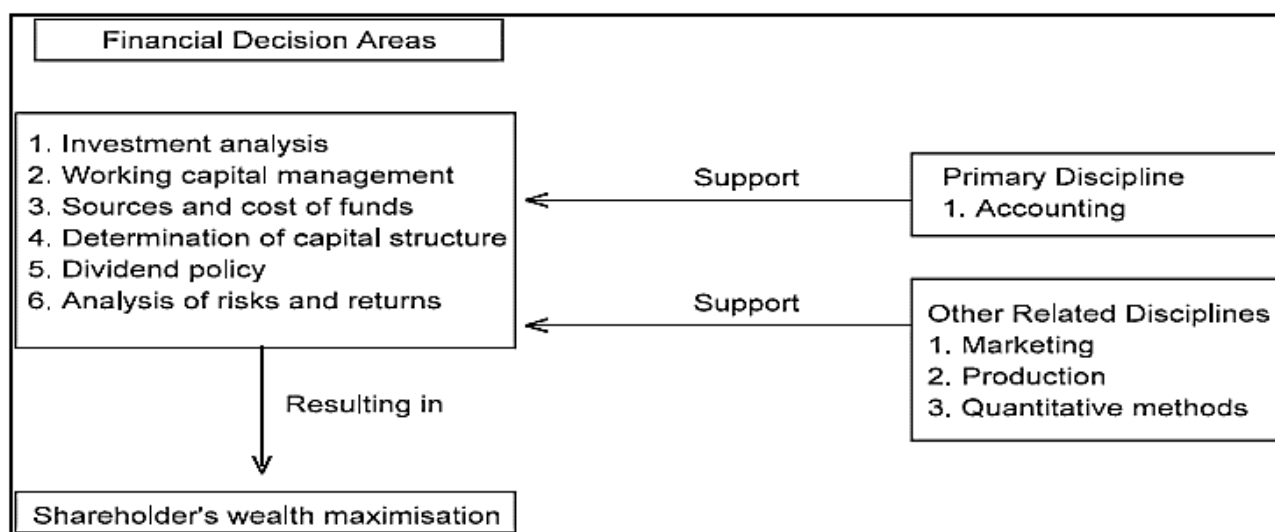 Financial Decision Areas
1. Investment analysis
2. Working capital management
3. Sources and cost of funds
4. Determination of capital structure
5. Dividend policy
6. Analysis of risks and returns
Support
Primary Discipline
1. Accounting
Support
Other Related Disciplines
1. Marketing
2. Production
3. Quantitative methods
Resulting in
Shareholder's wealth maximisation